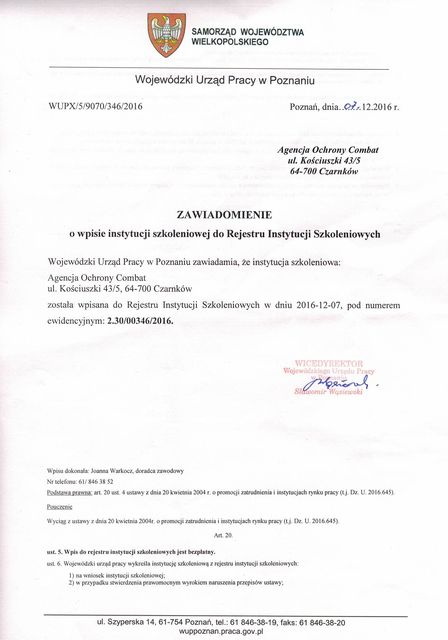 SAMORZĄD WOJEWÓDZTWA
WIELKOPOLSKIEGO
Wojewódzki Urząd Pracy w Poznaniu
WUPX/5/9070/346/2016 Poznań, dnia..07..12.2016 r.
Agencja Ochrony Combat
ul. Kościuszki 43/5
64-700 Czarnków
ZAWIADOMIENIE
o wpisie instytucji szkoleniowej do Rejestru Instytucji Szkoleniowych
Wojewódzki Urząd Pracy w Poznaniu zawiadamia, że instytucja szkoleniowa:
Agencja Ochrony Combat
ul. Kościuszki 43/5, 64-700 Czarnków
została wpisana do Rejestru Instytucji Szkoleniowych w dniu 2016-12-07, pod numerem
ewidencyjnym: 2.30/00346/2016.
WICEDYREKTOR
Wojewódzkiego Urzędu Pracy
w Poznaniu
Sławomir Wąsiewski
Wpisu dokonała: Joanna Warkocz, doradca zawodowy
Nr telefonu: 61/ 846 38 52
Podstawa prawna: art. 20 ust. 4 ustawy z dnia 20 kwietnia 2004 r. o promocji zatrudnienia i instytucjach rynku pracy (t.j. Dz. U. 2016.645).
Pouczenie
Wyciąg z ustawy z dnia 20 kwietnia 2004r. o promocji zatrudnienia i instytucjach rynku pracy (t.j. Dz. U. 2016.645).
Art. 20.
ust. 5. Wpis do rejestru instytucji szkoleniowych jest bezpłatny.
ust. 6. Wojewódzki urząd pracy wykreśla instytucję szkoleniową z rejestru instytucji szkoleniowych:
1) na wniosek instytucji szkoleniowej;
2) w przypadku stwierdzenia prawomocnym wyrokiem naruszenia przepisów ustawy;
ul. Szyperska 14, 61-754 Poznań, tel.: 61 846-38-19, faks: 61 846-38-20
wuppoznan.praca.gov.pl